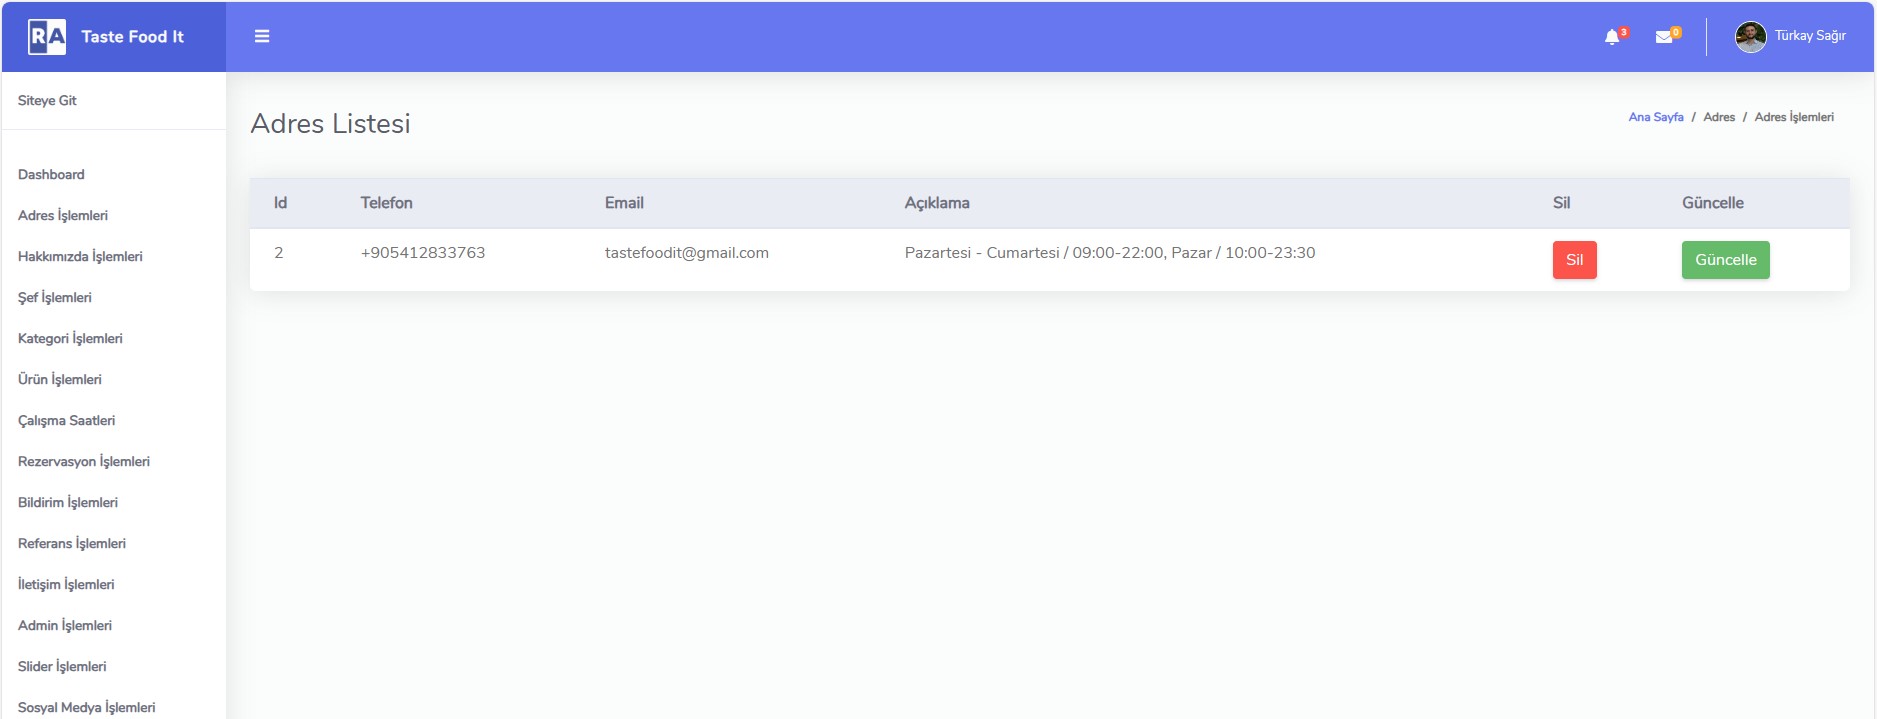 RA Taste Food It
3
0
Türkay Sağır
Siteye Git
Adres Listesi
Ana Sayfa / Adres / Adres İşlemleri
Dashboard
Adres İşlemleri
Hakkımızda İşlemleri
Şef İşlemleri
Kategori İşlemleri
Ürün İşlemleri
Çalışma Saatleri
Rezervasyon İşlemleri
Bildirim İşlemleri
Referans İşlemleri
İletişim İşlemleri
Admin İşlemleri
Slider İşlemleri
Sosyal Medya İşlemleri
Id Telefon Email Açıklama Sil Güncelle
2 +905412833763 tastefoodit@gmail.com Pazartesi - Cumartesi / 09:00-22:00, Pazar / 10:00-23:30 Sil Güncelle